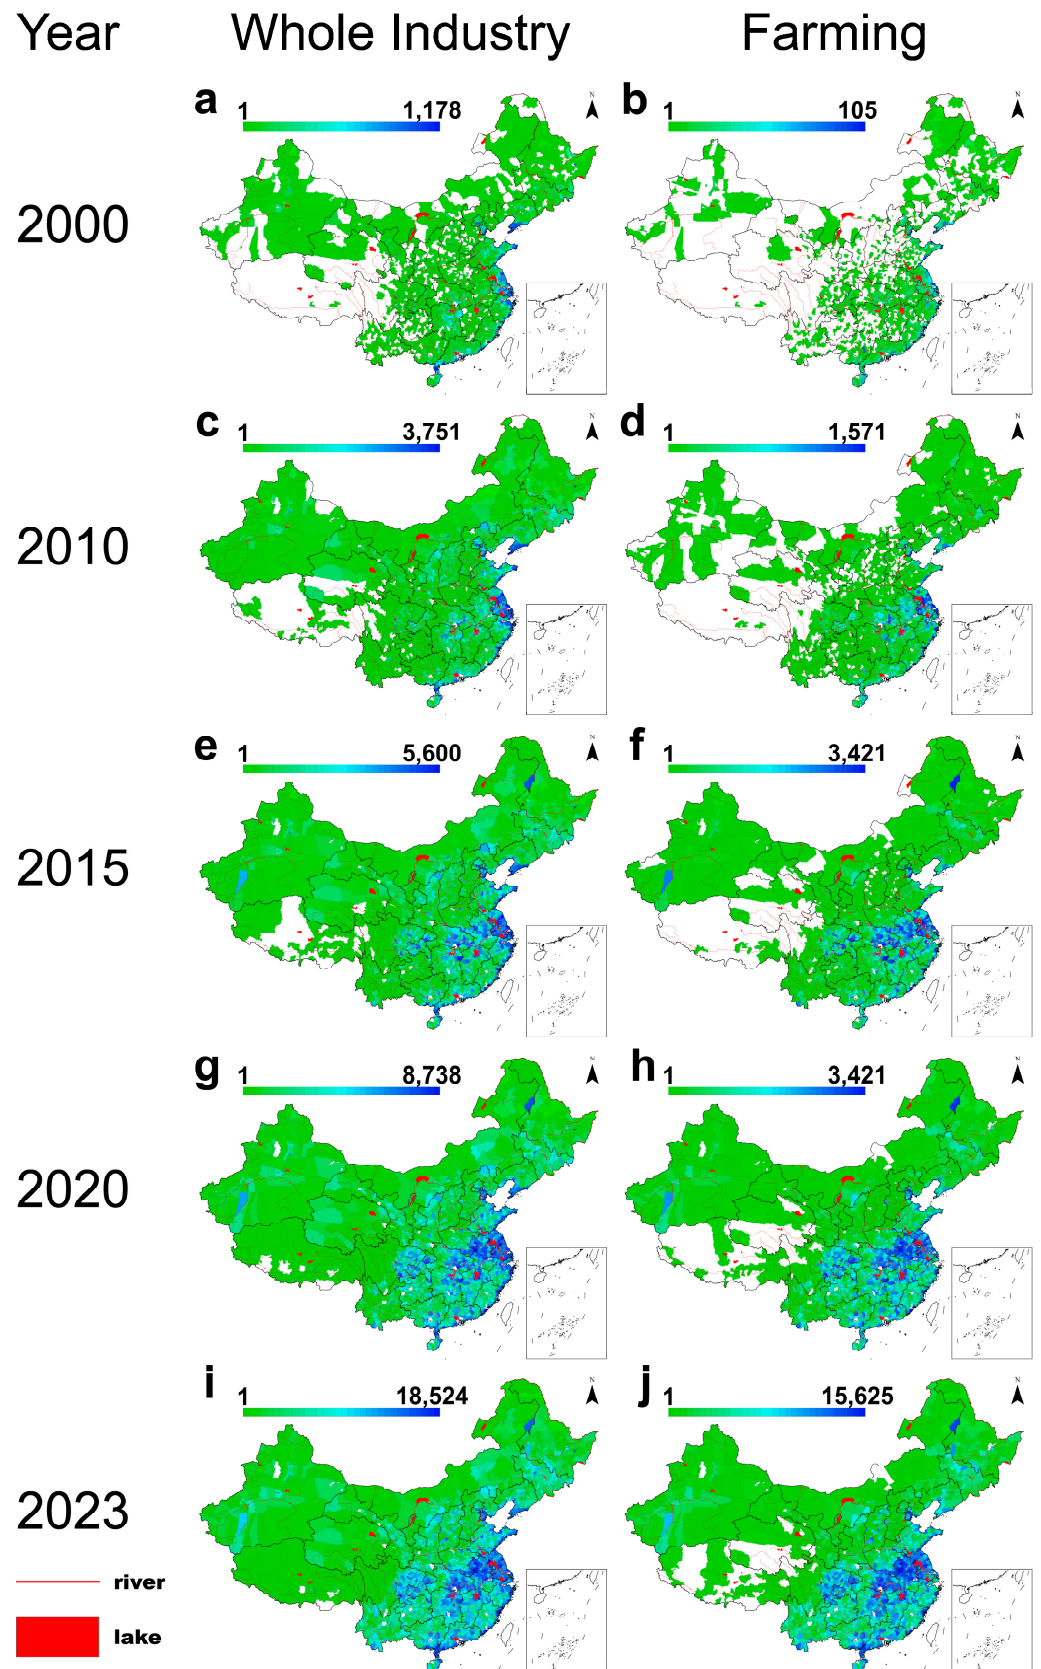 Year Whole Industry Farming
a 1 1,178 N b 1 105 N
2000
c 1 3,751 N d 1 1,571 N
2010
e 1 5,600 N f 1 3,421 N
2015
g 1 8,738 N h 1 3,421 N
2020
i 1 18,524 N j 1 15,625 N
2023
river
lake